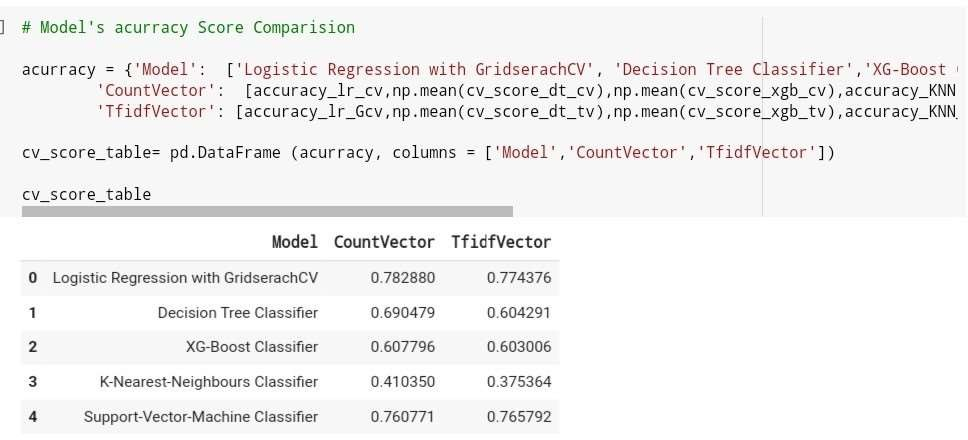 ] # Model's acurracy Score Comparision
acurracy = {'Model':  ['Logistic Regression with GridserachCV', 'Decision Tree Classifier','XG-Boost
'CountVector':  [accuracy_lr_cv,np.mean(cv_score_dt_cv),np.mean(cv_score_xgb_cv),accuracy_KNN
'TfidfVector': [accuracy_lr_Gcv,np.mean(cv_score_dt_tv),np.mean(cv_score_xgb_tv),accuracy_KNN_
cv_score_table= pd.DataFrame (acurracy, columns = ['Model','CountVector','TfidfVector'])
cv_score_table
Model CountVector TfidfVector
0 Logistic Regression with GridserachCV 0.782880 0.774376
1 Decision Tree Classifier 0.690479 0.604291
2 XG-Boost Classifier 0.607796 0.603006
3 K-Nearest-Neighbours Classifier 0.410350 0.375364
4 Support-Vector-Machine Classifier 0.760771 0.765792